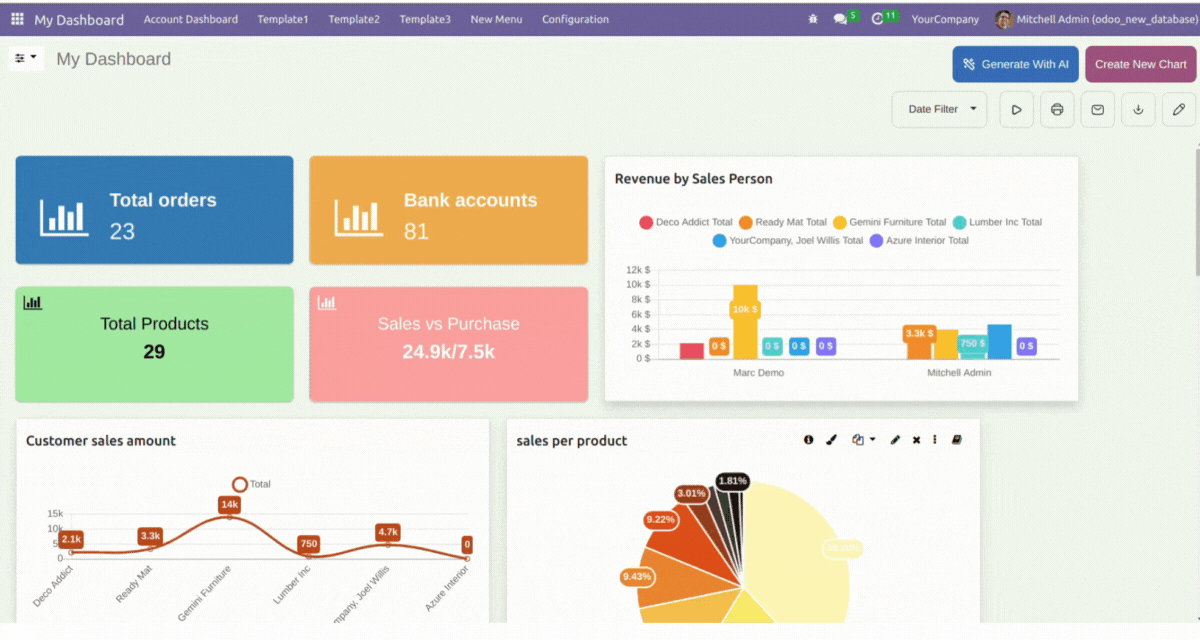 My Dashboard Account Dashboard Template1 Template2 Template3 New Menu Configuration 5 11 YourCompany Mitchell Admin (odoo_new_database)
My Dashboard
Generate With AI Create New Chart
Date Filter
Total orders
23
Bank accounts
81
Total Products
29
Sales vs Purchase
24.9k/7.5k
Revenue by Sales Person
Deco Addict Total Ready Mat Total Gemini Furniture Total Lumber Inc Total
YourCompany, Joel Willis Total Azure Interior Total
12k $
10k $
8k $
6k $
4k $
2k $
0 $
10k $
0 $ 0 $ 0 $ 0 $
3.3k $
750 $
0 $
Marc Demo Mitchell Admin
Customer sales amount
Total
15k
10k
5
0
2.1k
3.3k
14k
750
4.7k
0
Deco Addict
Ready Mat
Gemini Furniture
Lumber Inc
mpany, Joel Willis
Azure Interior
sales per product
1.81%
3.01%
9.22%
9.43%